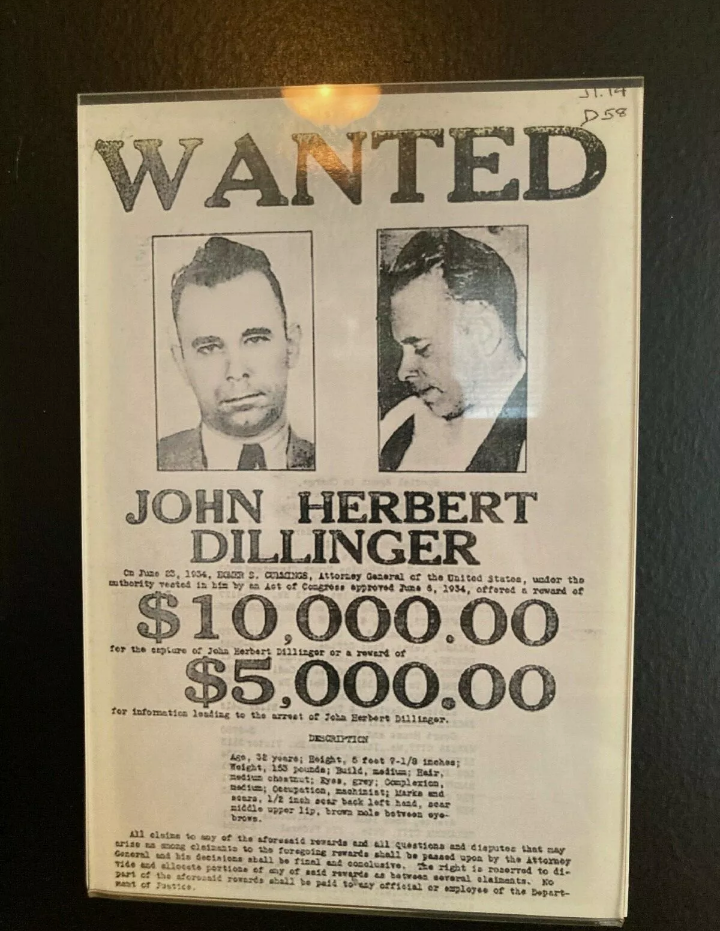 J1.14
D58
WANTED
JOHN HERBERT
DILLINGER
On June 23, 1934, HOMER S. CUMMINGS, Attorney General of the United States, under the
authority vested in him by an Act of Congress approved June 6, 1934, offered a reward of
$10,000.00
for the capture of John Herbert Dillinger or a reward of
$5,000.00
for information leading to the arrest of John Herbert Dillinger.
DESCRIPTION
Age, 32 years; Height, 5 feet 7-1/8 inches;
Weight, 153 pounds; Build, medium; Hair,
medium chestnut; Eyes, grey; Complexion,
medium; Occupation, machinist; Marks and
scars, 1/2 inch scar back left hand, scar
middle upper lip, brown mole between eye-
brows.
All claims to any of the aforesaid rewards and all questions and disputes that may
arise as among claimants to the foregoing rewards shall be passed upon by the Attorney
General and his decisions shall be final and conclusive. The right is reserved to di-
vide and allocate portions of any of said rewards as between several claimants. No
part of the aforesaid rewards shall be paid to any official or employee of the Depart-
ment of Justice.